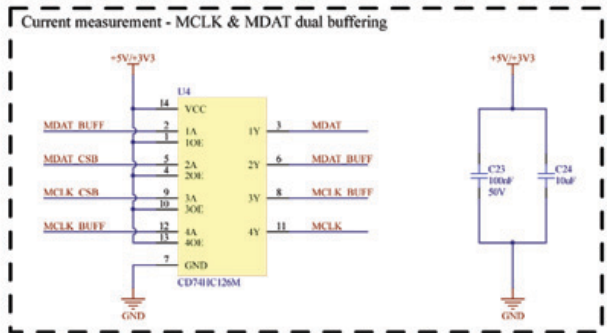 Current measurement - MCLK & MDAT dual buffering
+5V/+3V3
+5V/+3V3
U4
14 VCC
MDAT_BUFF 2 1A 1Y 3 MDAT
1 1OE
MDAT_CSB 5 2A 2Y 6 MDAT_BUFF
4 2OE
MCLK_CSB 9 3A 3Y 8 MCLK_BUFF
10 3OE
MCLK_BUFF 12 4A 4Y 11 MCLK
13 4OE
7 GND
CD74HC126M
GND
C23
100nF
50V
C24
10uF
GND